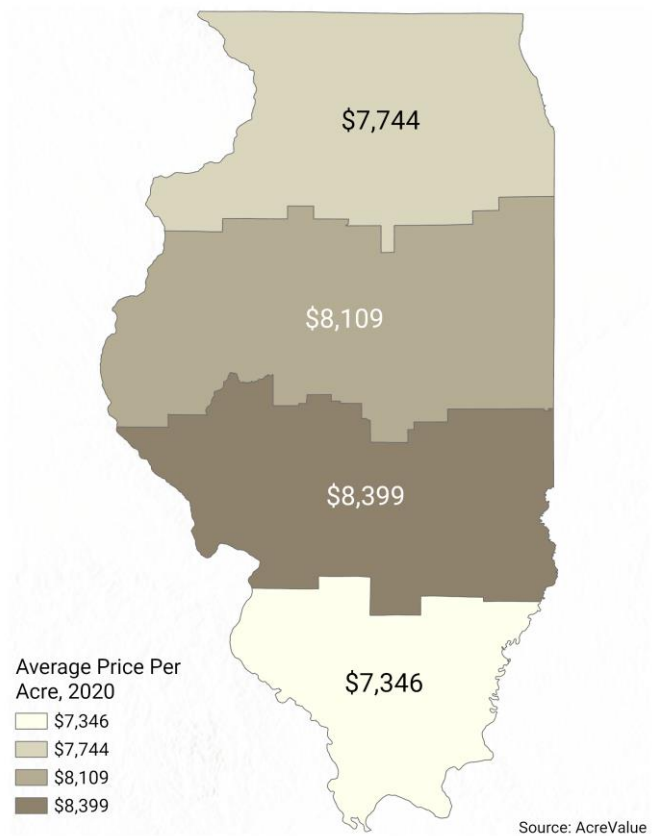 $7,744
$8,109
$8,399
$7,346
Average Price Per
Acre, 2020
$7,346
$7,744
$8,109
$8,399
Source: AcreValue